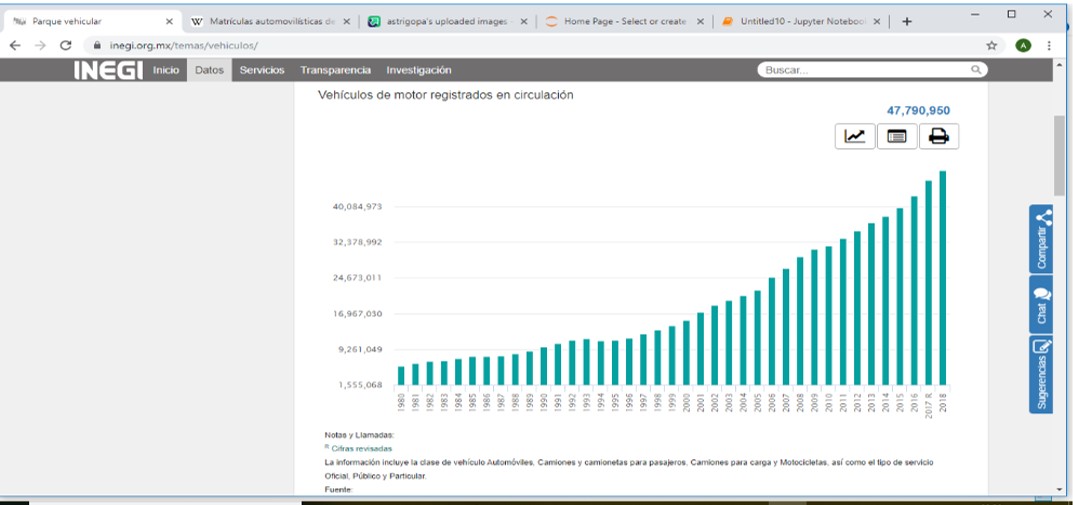 Parque vehicular
Matrículas automovilísticas de
astrigopa's uploaded images -
Home Page - Select or create
Untitled10 - Jupyter Noteboo
inegi.org.mx/temas/vehiculos/
INEGI Inicio Datos Servicios Transparencia Investigación Buscar...
Vehículos de motor registrados en circulación
47,790,950
40,084,973
32,378,992
24,673,011
16,967,030
9,261,049
1,555,068
1980 1981 1982 1983 1984 1985 1986 1987 1988 1989 1990 1991 1992 1993 1994 1995 1996 1997 1998 1999 2000 2001 2002 2003 2004 2005 2006 2007 2008 2009 2010 2011 2012 2013 2014 2015 2016 2017 R 2018
Compartir
Chat
Sugerencias
Notas y Llamadas:
R Cifras revisadas
La información incluye la clase de vehículo Automóviles, Camiones y camionetas para pasajeros, Camiones para carga y Motocicletas, así como el tipo de servicio
Oficial, Público y Particular.
Fuente: